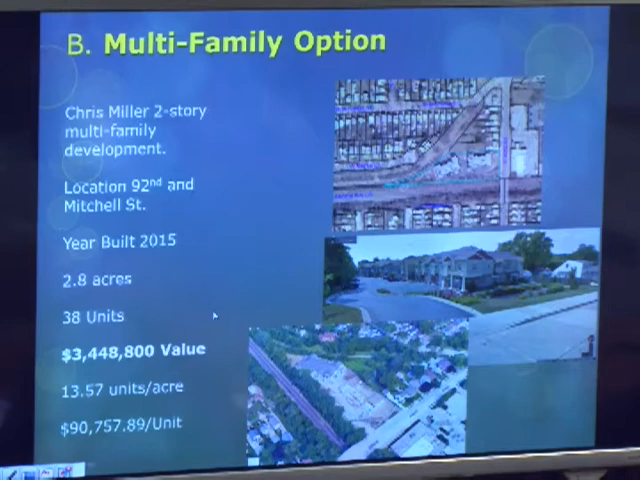 B. Multi-Family Option
Chris Miller 2-story
multi-family
development.
Location 92nd and
Mitchell St.
Year Built 2015
2.8 acres
38 Units
$3,448,800 Value
13.57 units/acre
$90,757.89/Unit